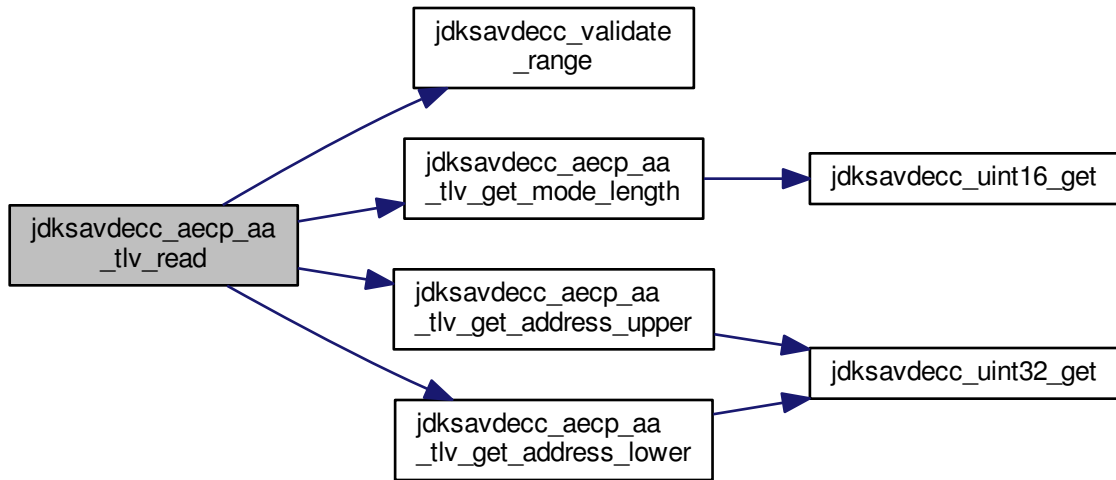 jdksavdecc_validate
_range
jdksavdecc_aecp_aa
_tlv_get_mode_length
jdksavdecc_uint16_get
jdksavdecc_aecp_aa
_tlv_read
jdksavdecc_aecp_aa
_tlv_get_address_upper
jdksavdecc_uint32_get
jdksavdecc_aecp_aa
_tlv_get_address_lower